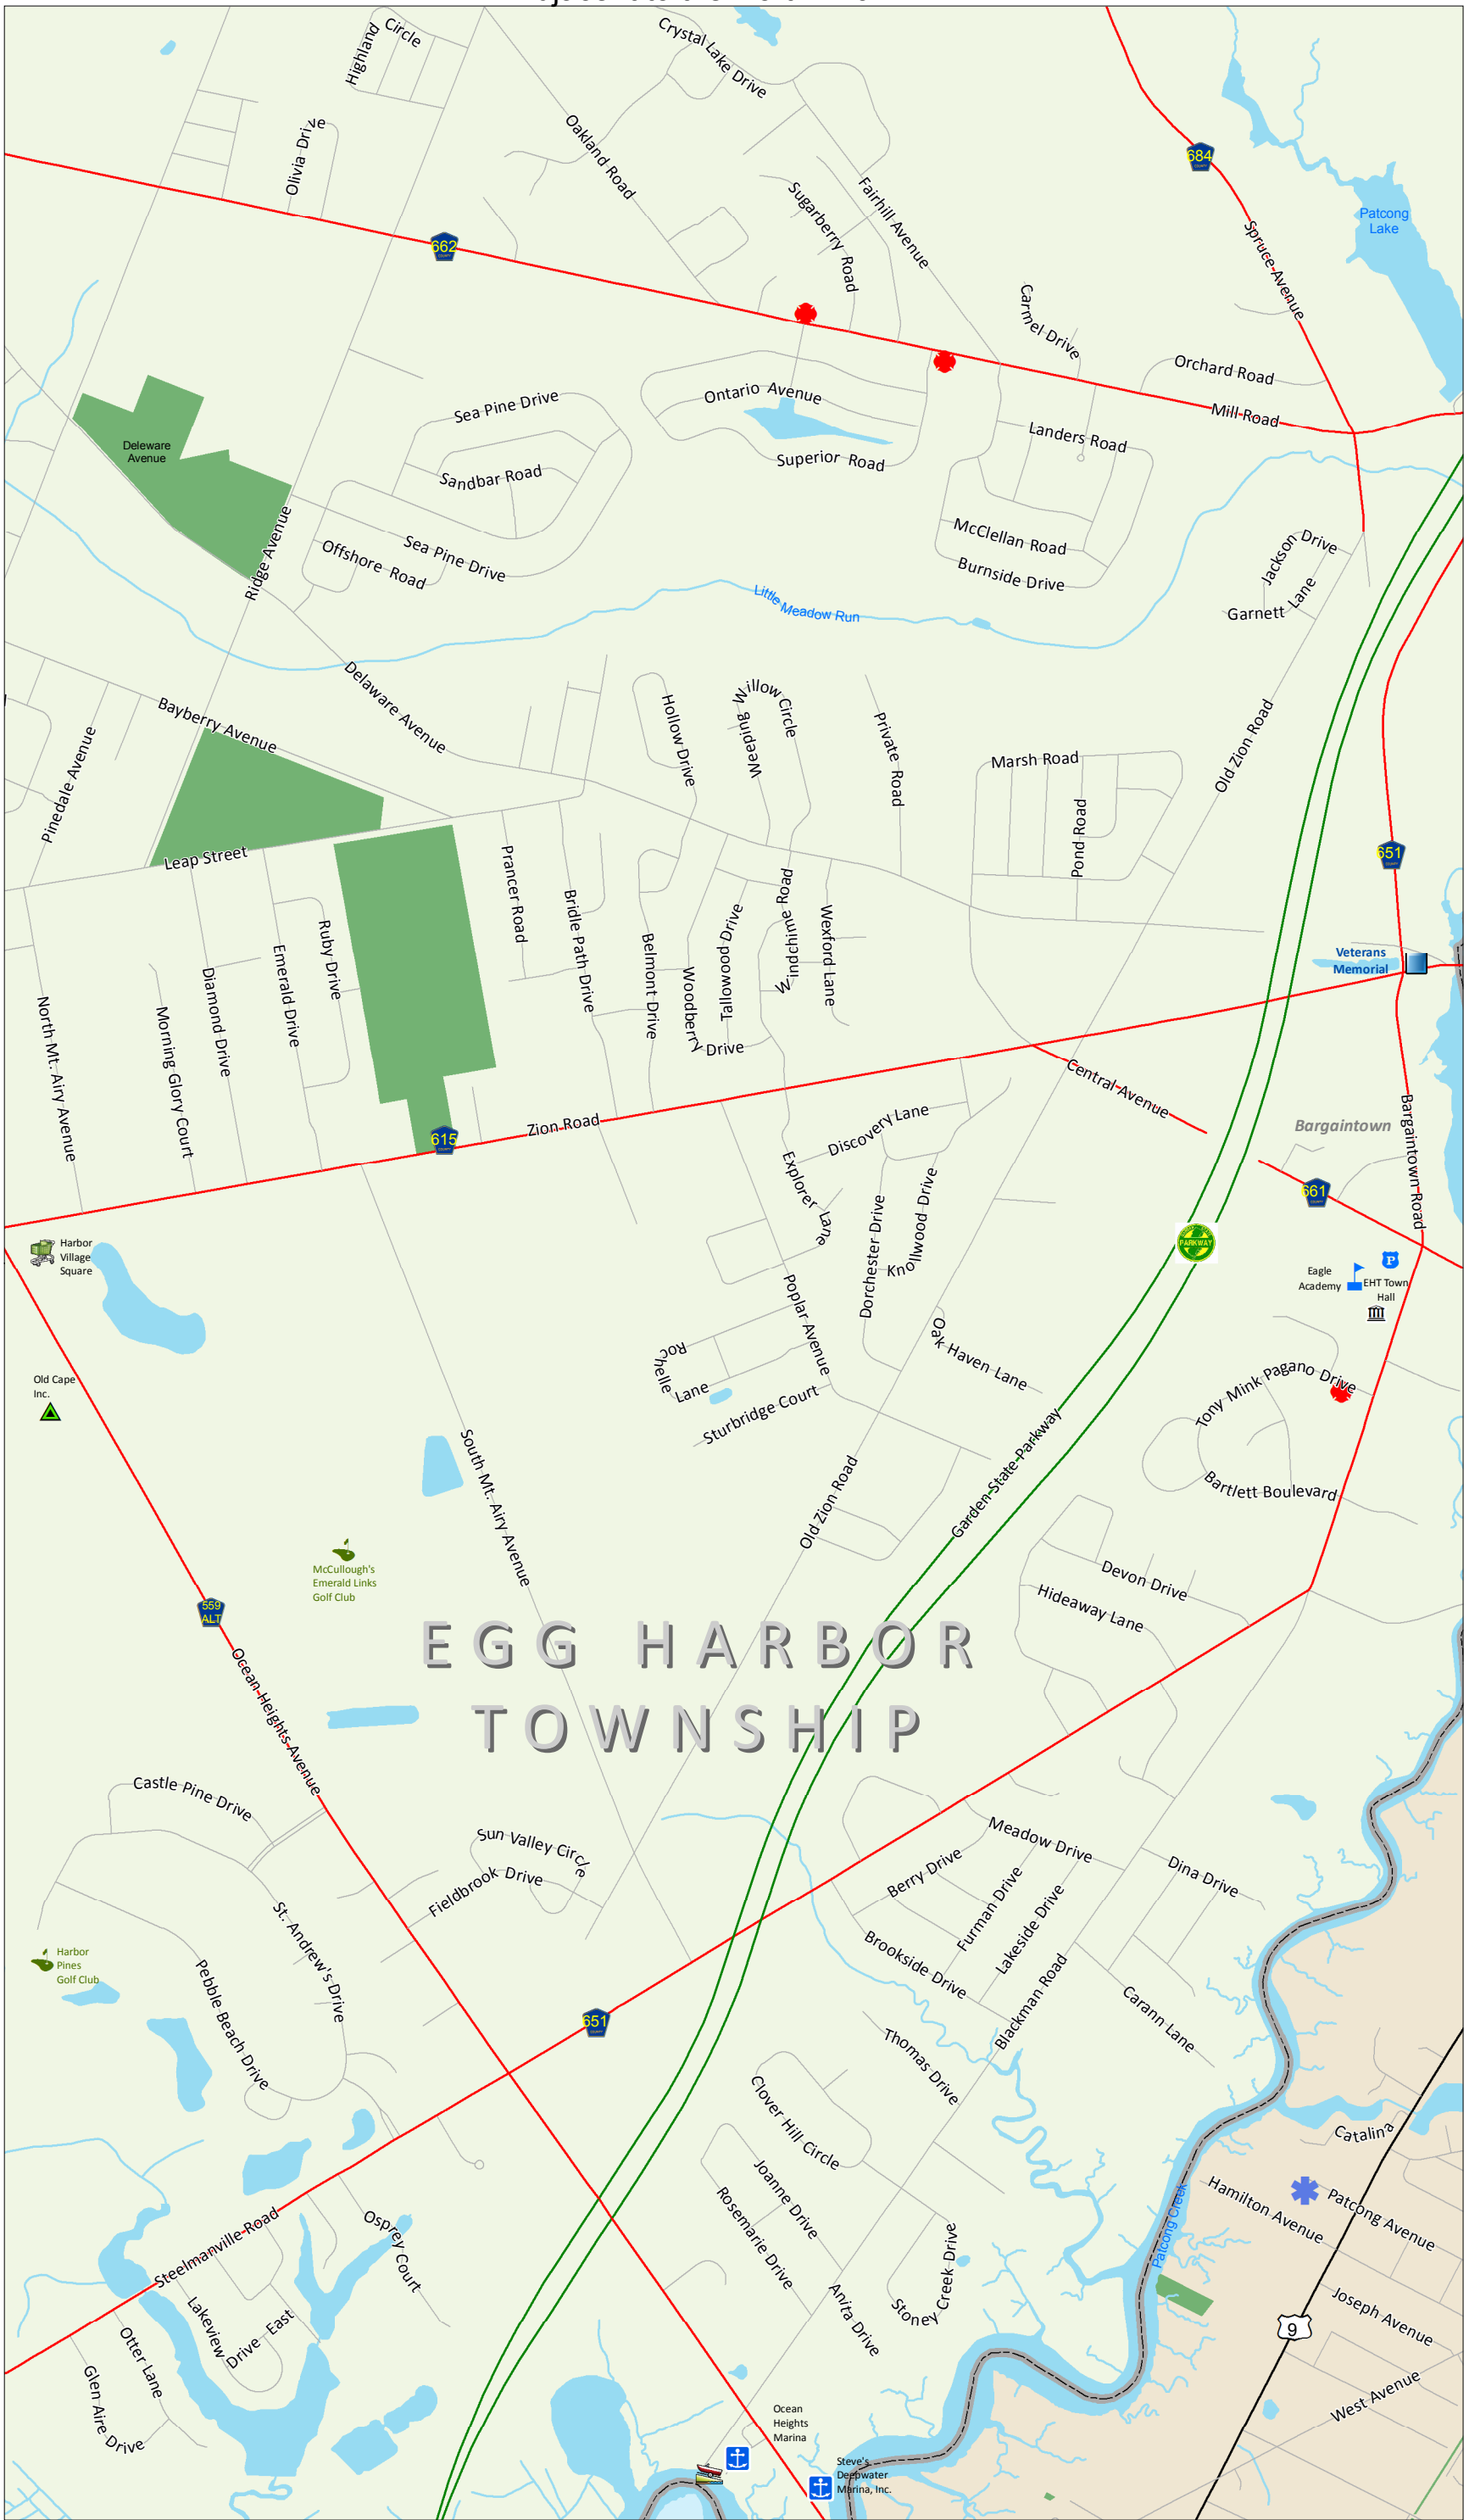 Highland Circle
Crystal Lake Drive
Olivia Drive
Oakland Road
684
Sugarberry Road
Fairhill Avenue
Patcong
Lake
Spruce Avenue
662
Carmel Drive
Orchard Road
Mill Road
Deleware
Avenue
Sea Pine Drive
Ontario Avenue
Landers Road
Sandbar Road
Superior Road
Ridge Avenue
Offshore Road
Sea Pine Drive
McClellan Road
Burnside Drive
Jackson Drive
Garnett Lane
Little Meadow Run
Delaware Avenue
Bayberry Avenue
Pinedale Avenue
Hollow Drive
Weeping Willow Circle
Private Road
Marsh Road
Old Zion Road
Pond Road
651
Leap Street
Prancer Road
Bridle Path Drive
Ruby Drive
Emerald Drive
Diamond Drive
Morning Glory Court
North Mt. Airy Avenue
Belmont Drive
Woodberry Drive
Tallowood Drive
Windchime Road
Wexford Lane
Veterans
Memorial
Central Avenue
Bargaintown
Bargaintown Road
615
Zion Road
Discovery Lane
Explorer Lane
Dorchester Drive
Knollwood Drive
661
PARKWAY
Harbor
Village
Square
Eagle
Academy
EHT Town
Hall
P
Poplar Avenue
Rochelle Lane
Oak Haven Lane
Sturbridge Court
Old Cape
Inc.
Tony Mink Pagano Drive
Bartlett Boulevard
South Mt. Airy Avenue
Old Zion Road
Garden State Parkway
McCullough's
Emerald Links
Golf Club
Devon Drive
Hideaway Lane
559
ALT
EGG HARBOR
TOWNSHIP
Ocean Heights Avenue
Castle Pine Drive
Sun Valley Circle
Fieldbrook Drive
Meadow Drive
Berry Drive
Furman Drive
Lakeside Drive
Dina Drive
St. Andrew's Drive
Brookside Drive
Harbor
Pines
Golf Club
Pebble Beach Drive
Blackman Road
Carann Lane
651
Thomas Drive
Clover Hill Circle
Catalina
Joanne Drive
Rosemarie Drive
Hamilton Avenue
Patcong Avenue
Patcong Creek
Osprey Court
Steelmanville Road
Stoney Creek Drive
Anita Drive
Joseph Avenue
9
Lakeview Drive East
Otter Lane
Glen Aire Drive
West Avenue
Ocean
Heights
Marina
Steve's
Deepwater
Marina, Inc.